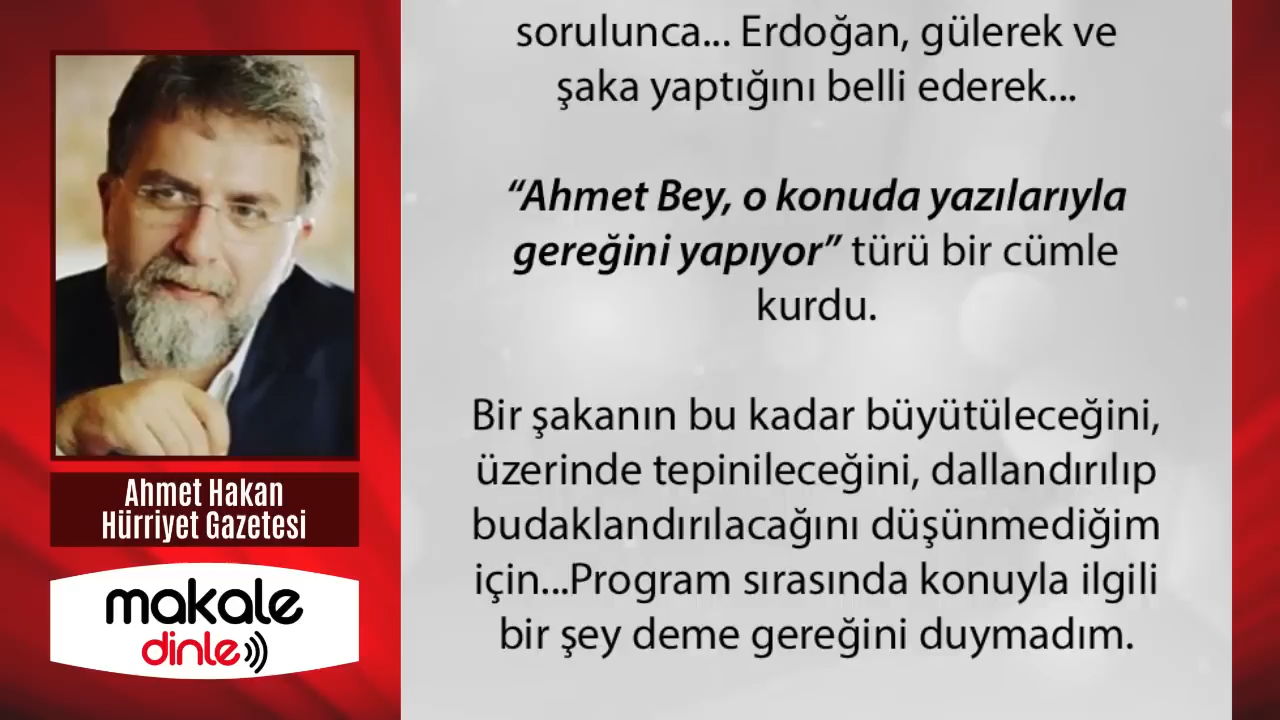 sorulunca... Erdoğan, gülerek ve
şaka yaptığını belli ederek...
“Ahmet Bey, o konuda yazılarıyla
gereğini yapıyor” türü bir cümle
kurdu.
Bir şakanın bu kadar büyütüleceğini,
üzerinde tepinileceğini, dallandırılıp
budaklandırılacağını düşünmediğim
için...Program sırasında konuyla ilgili
bir şey deme gereğini duymadım.
Ahmet Hakan
Hürriyet Gazetesi
makale
dinle